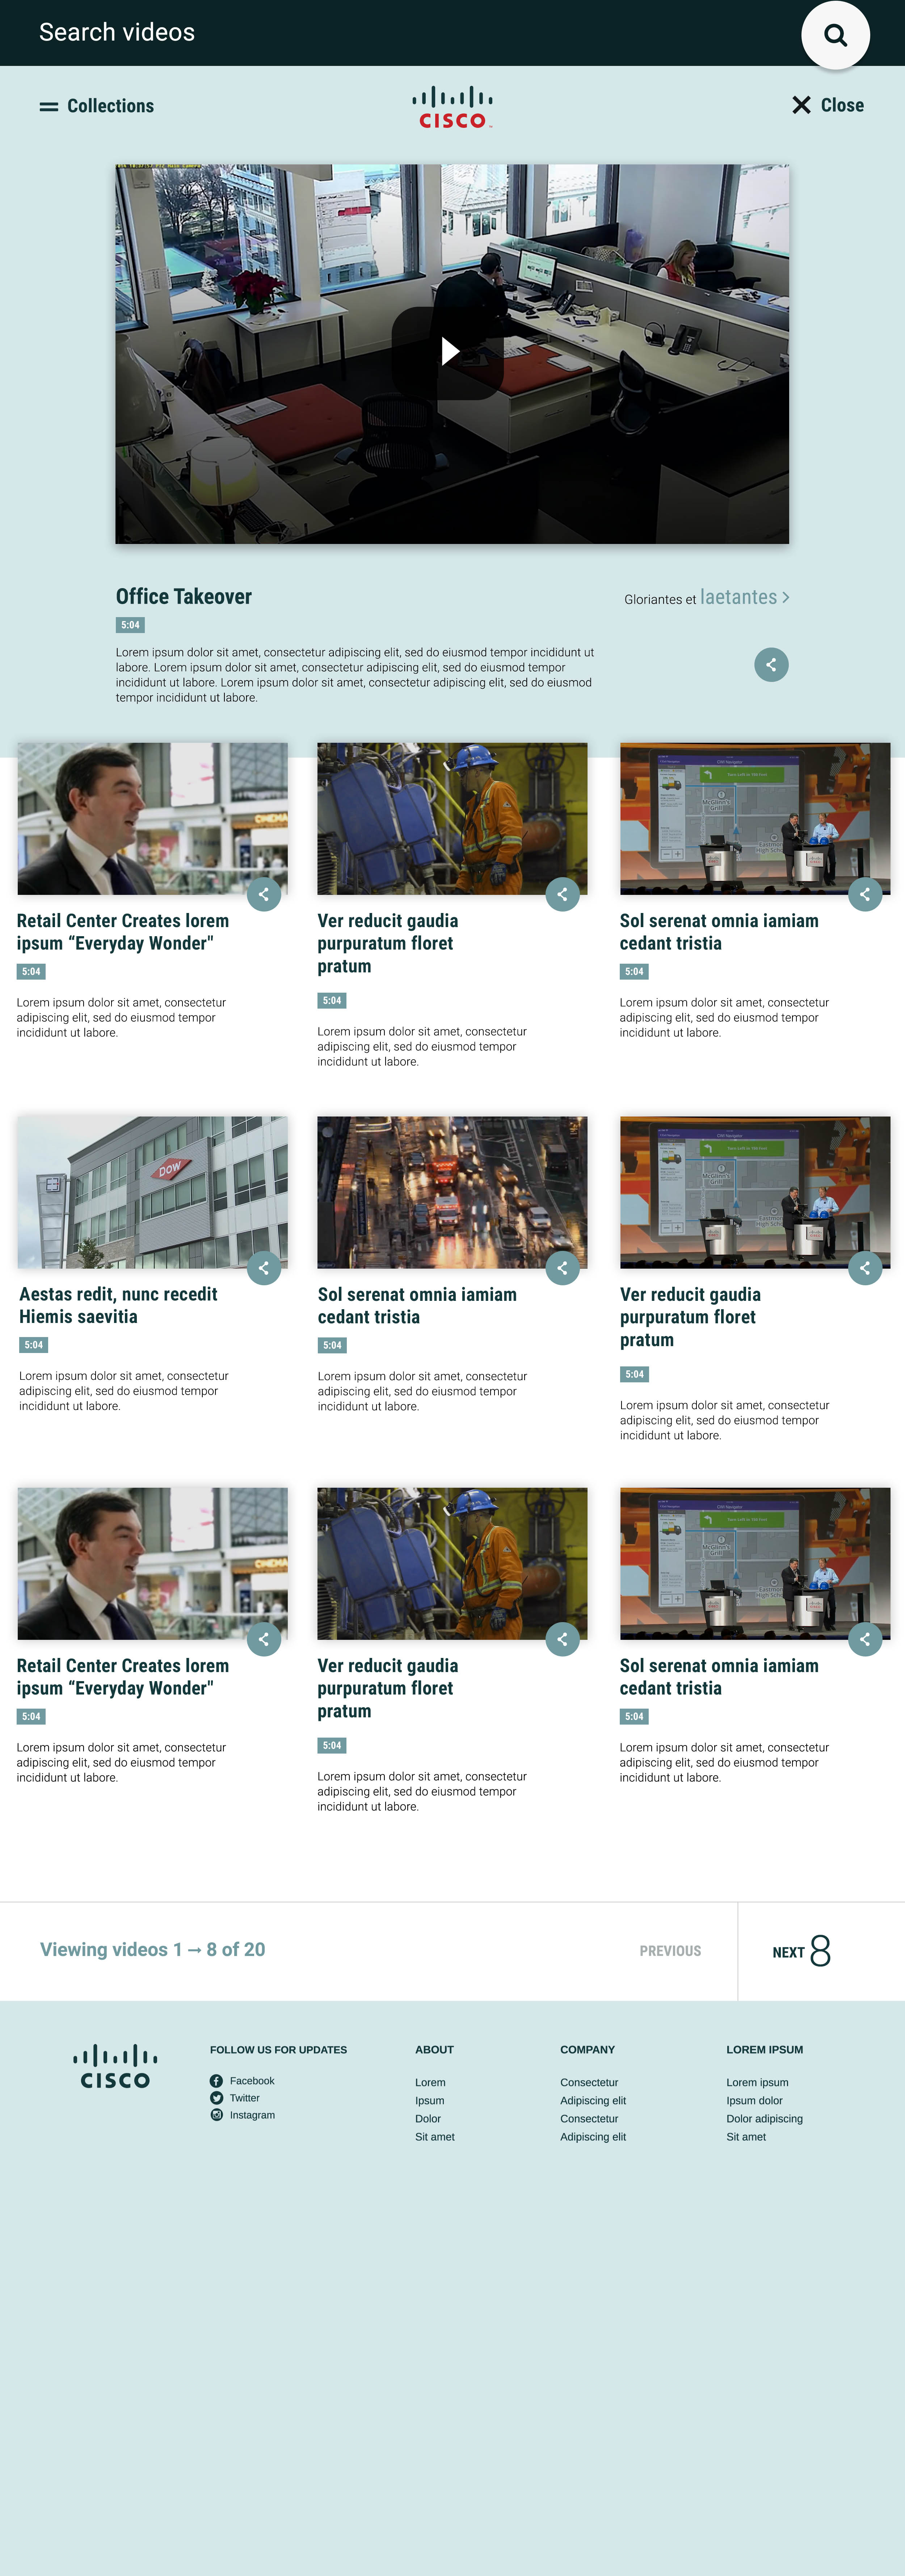 Search videos
Collections
CISCO
Close
Office Takeover
Gloriantes et laetantes
5:04
Lorem ipsum dolor sit amet, consectetur adipiscing elit, sed do eiusmod tempor incididunt ut
labore. Lorem ipsum dolor sit amet, consectetur adipiscing elit, sed do eiusmod tempor
incididunt ut labore. Lorem ipsum dolor sit amet, consectetur adipiscing elit, sed do eiusmod
tempor incididunt ut labore.
CINEMA
McGlinn's
Grill
Retail Center Creates lorem
ipsum “Everyday Wonder"
5:04
Lorem ipsum dolor sit amet, consectetur
adipiscing elit, sed do eiusmod tempor
incididunt ut labore.
Ver reducit gaudia
purpuratum floret
pratum
5:04
Lorem ipsum dolor sit amet, consectetur
adipiscing elit, sed do eiusmod tempor
incididunt ut labore.
Sol serenat omnia iamiam
cedant tristia
5:04
Lorem ipsum dolor sit amet, consectetur
adipiscing elit, sed do eiusmod tempor
incididunt ut labore.
DOW
Aestas redit, nunc recedit
Hiemis saevitia
5:04
Lorem ipsum dolor sit amet, consectetur
adipiscing elit, sed do eiusmod tempor
incididunt ut labore.
Sol serenat omnia iamiam
cedant tristia
5:04
Lorem ipsum dolor sit amet, consectetur
adipiscing elit, sed do eiusmod tempor
incididunt ut labore.
Ver reducit gaudia
purpuratum floret
pratum
5:04
Lorem ipsum dolor sit amet, consectetur
adipiscing elit, sed do eiusmod tempor
incididunt ut labore.
McGlinn's
Grill
Retail Center Creates lorem
ipsum “Everyday Wonder"
5:04
Lorem ipsum dolor sit amet, consectetur
adipiscing elit, sed do eiusmod tempor
incididunt ut labore.
Ver reducit gaudia
purpuratum floret
pratum
5:04
Lorem ipsum dolor sit amet, consectetur
adipiscing elit, sed do eiusmod tempor
incididunt ut labore.
Sol serenat omnia iamiam
cedant tristia
5:04
Lorem ipsum dolor sit amet, consectetur
adipiscing elit, sed do eiusmod tempor
incididunt ut labore.
Viewing videos 1 → 8 of 20
PREVIOUS
NEXT 8
CISCO
FOLLOW US FOR UPDATES
Facebook
Twitter
Instagram
ABOUT
Lorem
Ipsum
Dolor
Sit amet
COMPANY
Consectetur
Adipiscing elit
Consectetur
Adipiscing elit
LOREM IPSUM
Lorem ipsum
Ipsum dolor
Dolor adipiscing
Sit amet